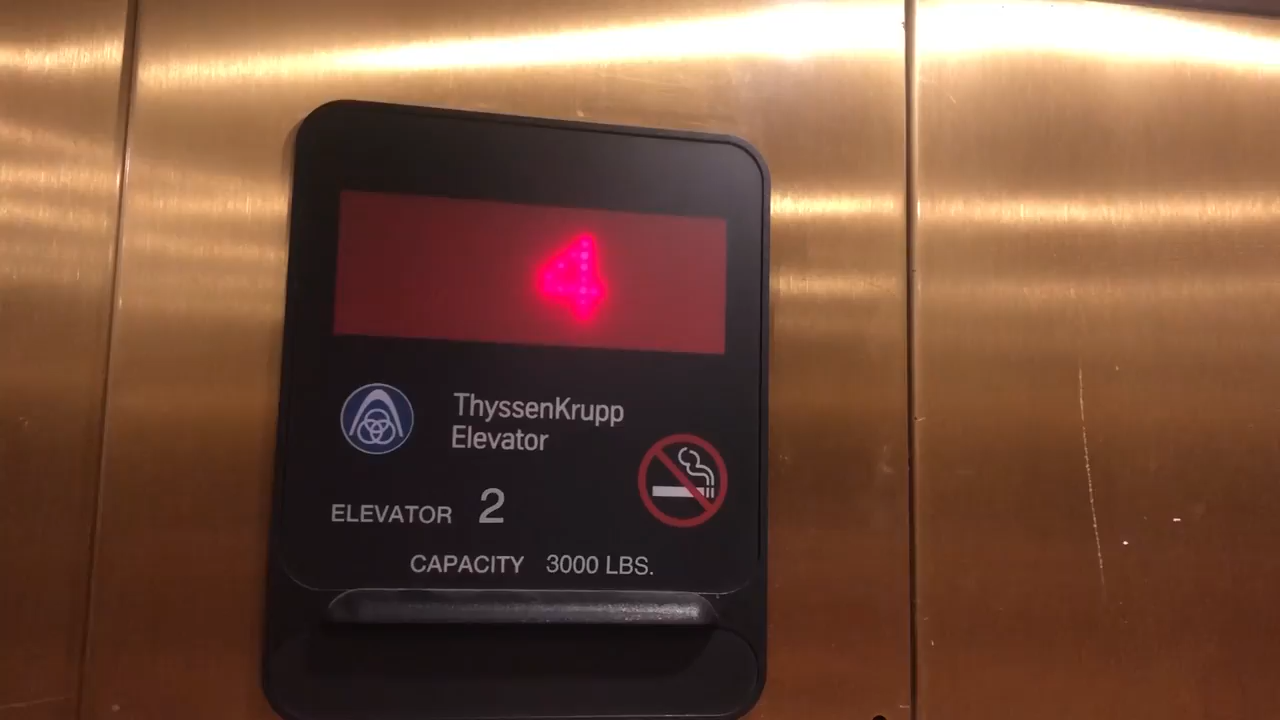 4
ThyssenKrupp
Elevator
ELEVATOR 2
CAPACITY 3000 LBS.